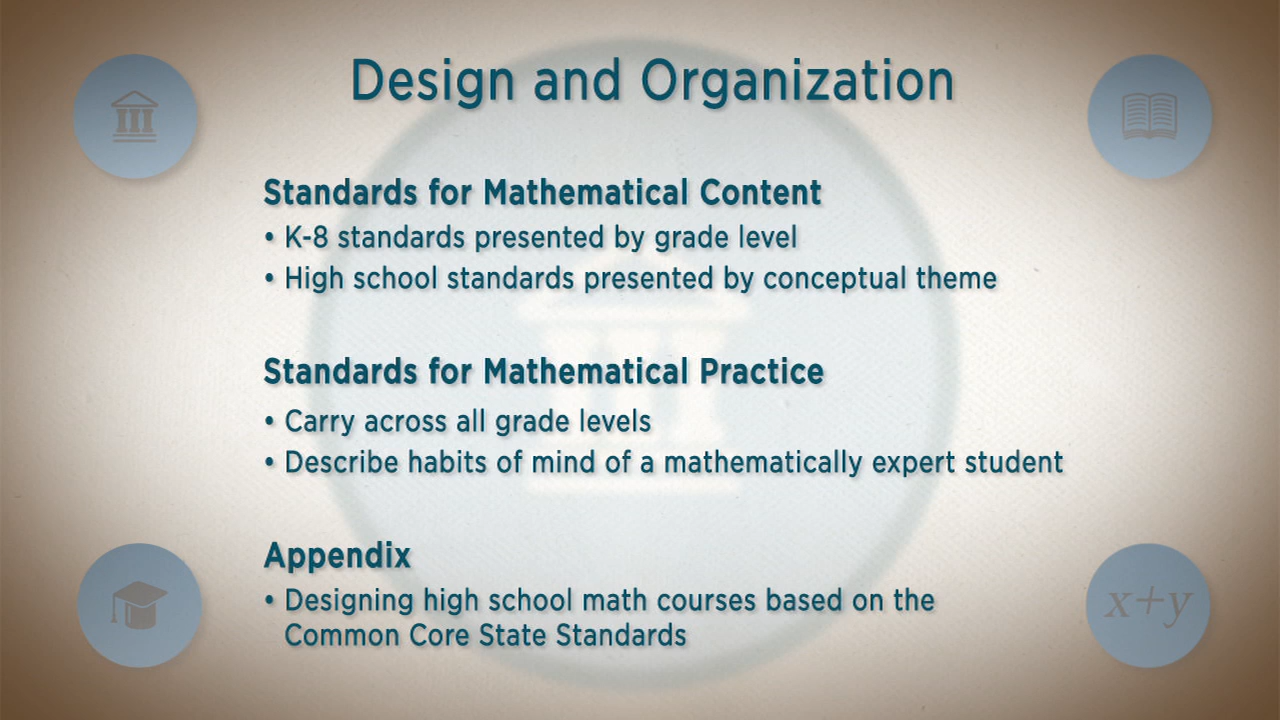 Design and Organization
Standards for Mathematical Content
• K-8 standards presented by grade level
• High school standards presented by conceptual theme
Standards for Mathematical Practice
• Carry across all grade levels
• Describe habits of mind of a mathematically expert student
Appendix
• Designing high school math courses based on the
Common Core State Standards
x+y